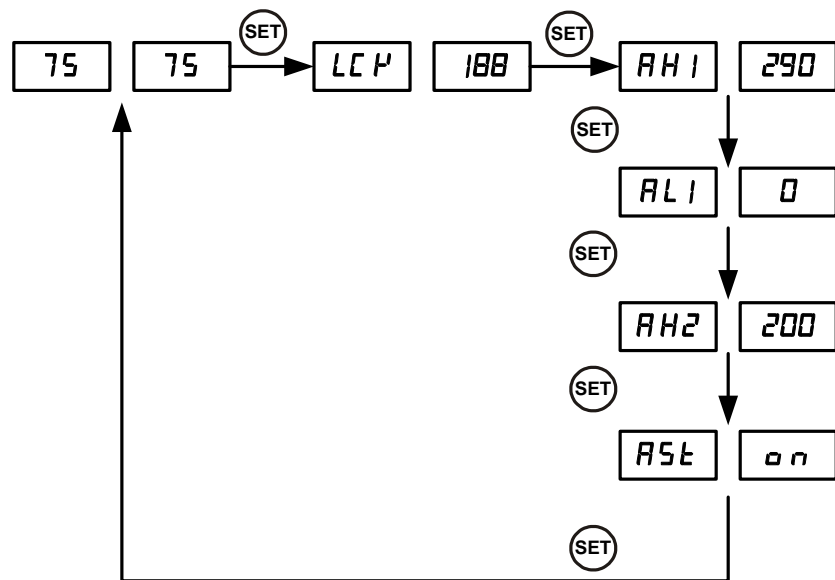 SET SET
75 75 LCK 188 AH1 290
SET
AL1 0
SET
AH2 200
SET
ASt on
SET